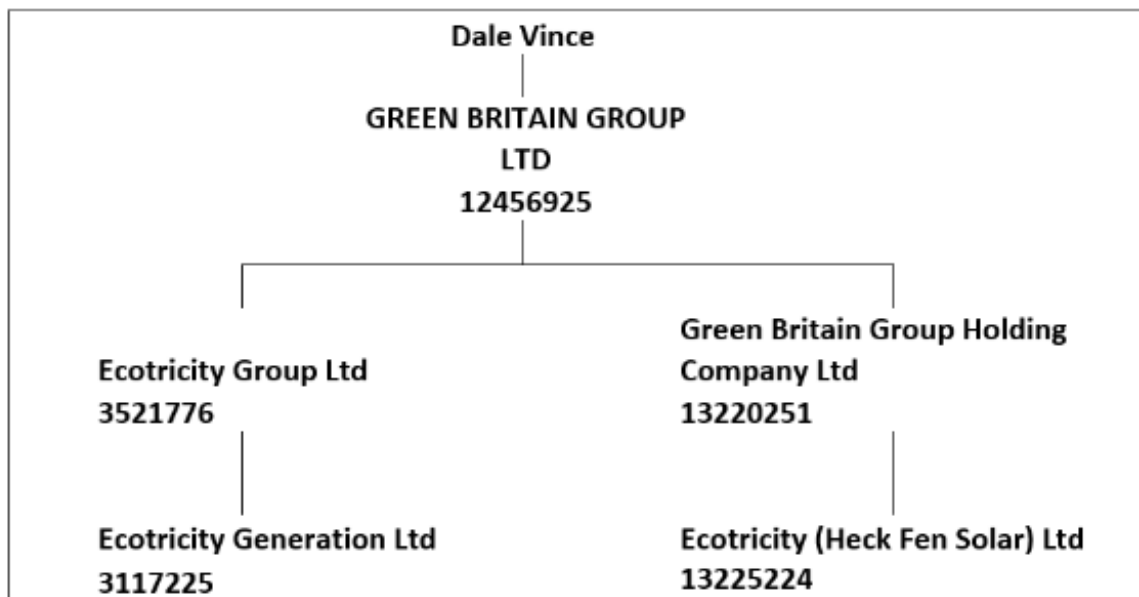 Dale Vince
GREEN BRITAIN GROUP
LTD
12456925
Ecotricity Group Ltd
3521776
Green Britain Group Holding
Company Ltd
13220251
Ecotricity Generation Ltd
3117225
Ecotricity (Heck Fen Solar) Ltd
13225224